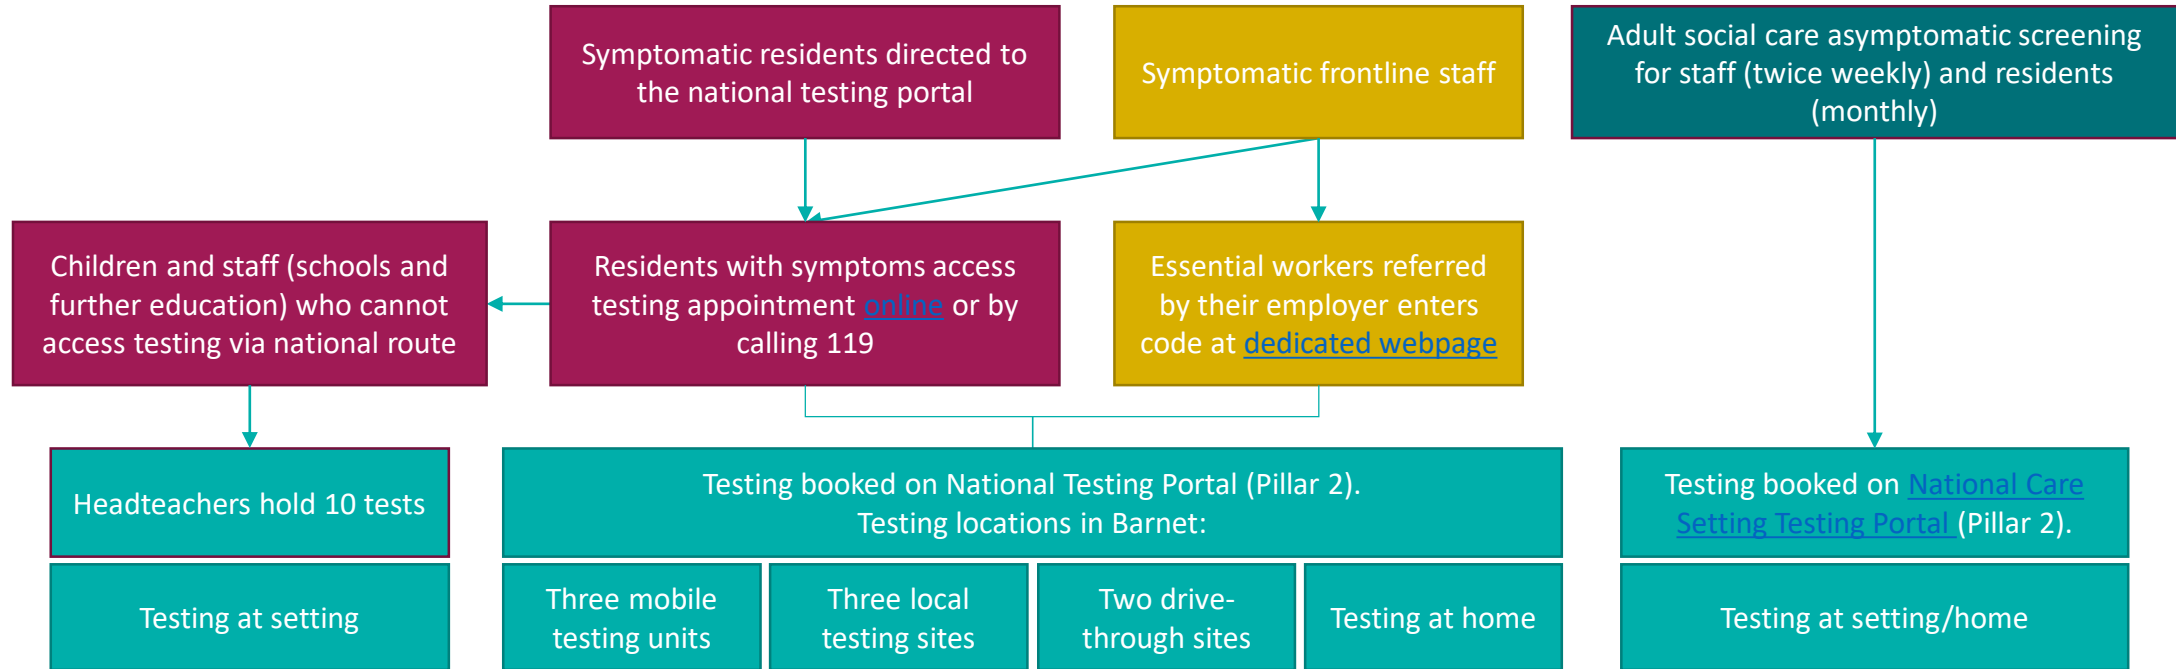 Symptomatic residents directed to
the national testing portal
Symptomatic frontline staff
Adult social care asymptomatic screening
for staff (twice weekly) and residents
(monthly)
Children and staff (schools and
further education) who cannot
access testing via national route
Residents with symptoms access
testing appointment online or by
calling 119
Essential workers referred
by their employer enters
code at dedicated webpage
Headteachers hold 10 tests
Testing booked on National Testing Portal (Pillar 2).
Testing locations in Barnet:
Testing booked on National Care
Setting Testing Portal (Pillar 2).
Testing at setting
Three mobile
testing units
Three local
testing sites
Two drive-
through sites
Testing at home
Testing at setting/home